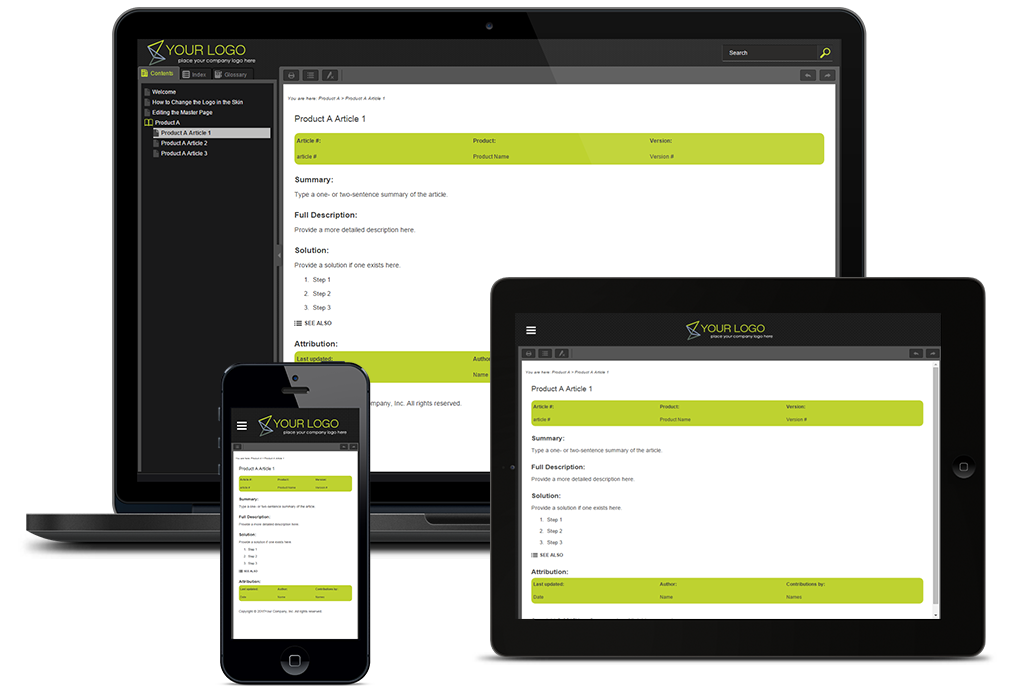 YOUR LOGO
place your company logo here
Search
Contents
Index
Glossary
Welcome
How to Change the Logo in the Skin
Editing the Master Page
Product A
Product A Article 1
Product A Article 2
Product A Article 3
You are here: Product A > Product A Article 1
Product A Article 1
Article #: Product: Version:
article # Product Name Version #
Summary:
Type a one- or two-sentence summary of the article.
Full Description:
Provide a more detailed description here.
Solution:
Provide a solution if one exists here.
1. Step 1
2. Step 2
3. Step 3
SEE ALSO
Attribution:
Last updated: Author
Name
Company, Inc. All rights reserved.
YOUR LOGO
place your company logo here
You are here: Product A > Product A Article 1
Product A Article 1
Article #: Product: Version:
article # Product Name Version #
Summary:
Type a one- or two-sentence summary of the article.
Full Description:
Provide a more detailed description here.
Solution:
Provide a solution if one exists here.
1. Step 1
2. Step 2
3. Step 3
SEE ALSO
Attribution:
Last updated: Author: Contributions by:
Date Name Names
YOUR LOGO
place your company logo here
You are here: Product A > Product A Article 1
Product A Article 1
Article #: Product: Version:
article # Product Name Version #
Summary:
Type a one- or two-sentence summary of the article.
Full Description:
Provide a more detailed description here.
Solution:
Provide a solution if one exists here.
1. Step 1
2. Step 2
3. Step 3
SEE ALSO
Attribution:
Last updated: Author: Contributions by:
Date Name Names
Company, Inc. All rights reserved.